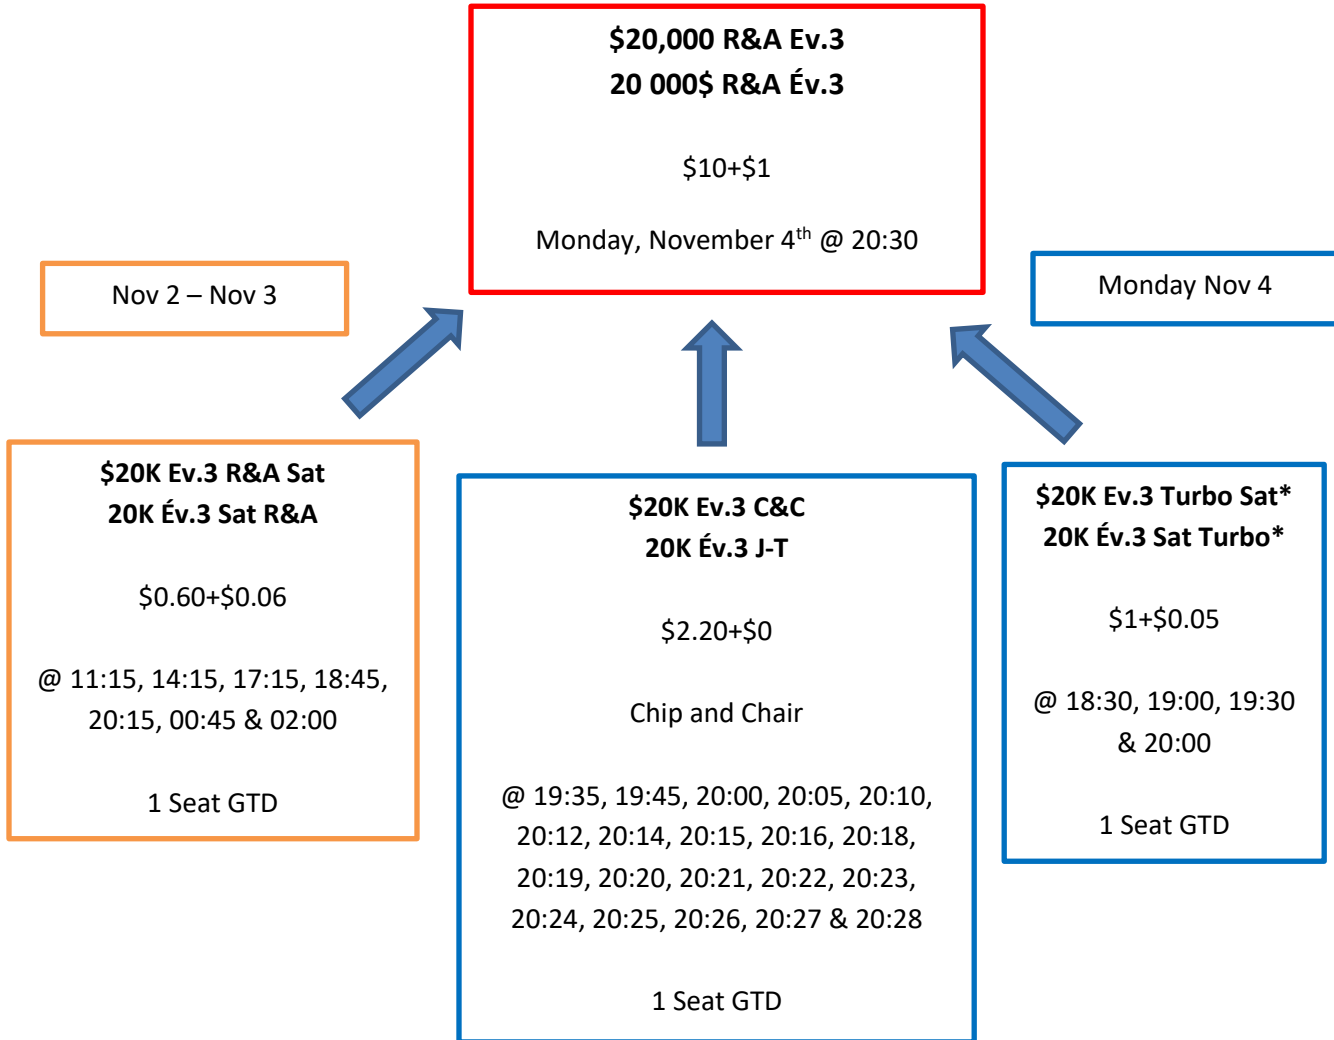 $20,000 R&A Ev.3
20 000$ R&A Év.3
$10+$1
Monday, November 4th @ 20:30
Nov 2 – Nov 3
Monday Nov 4
$20K Ev.3 R&A Sat
20K Év.3 Sat R&A
$0.60+$0.06
@ 11:15, 14:15, 17:15, 18:45,
20:15, 00:45 & 02:00
1 Seat GTD
$20K Ev.3 C&C
20K Év.3 J-T
$2.20+$0
Chip and Chair
@ 19:35, 19:45, 20:00, 20:05, 20:10,
20:12, 20:14, 20:15, 20:16, 20:18,
20:19, 20:20, 20:21, 20:22, 20:23,
20:24, 20:25, 20:26, 20:27 & 20:28
1 Seat GTD
$20K Ev.3 Turbo Sat*
20K Év.3 Sat Turbo*
$1+$0.05
@ 18:30, 19:00, 19:30
& 20:00
1 Seat GTD